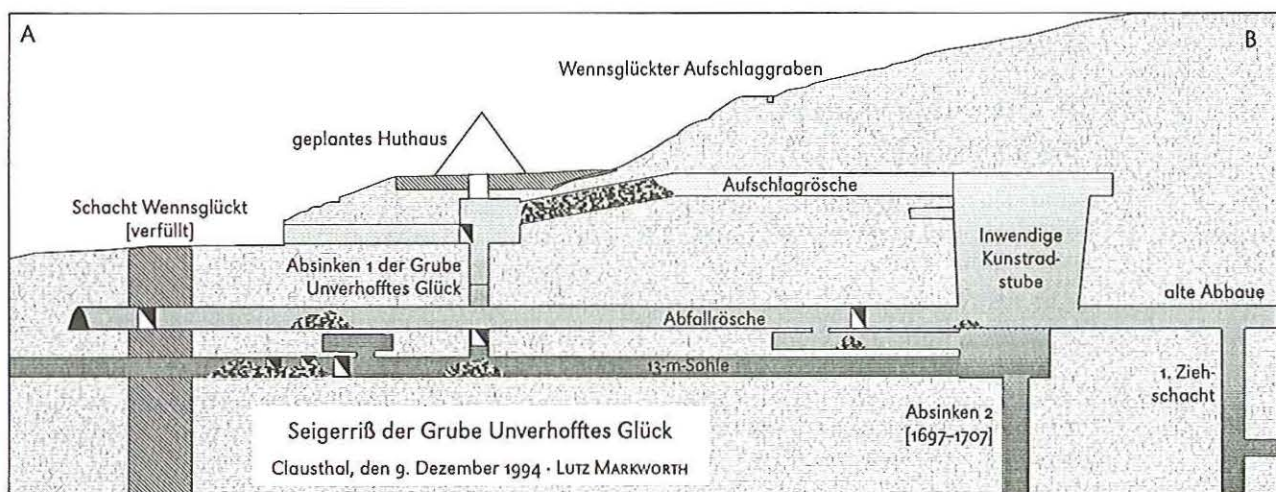 A
B
Wennsglückter Aufschlaggraben
geplantes Huthaus
Aufschlagrösche
Schacht Wennsglückt
[verfüllt]
Inwendige
Kunstrad-
stube
Absinken 1 der Grube
Unverhofftes Glück
alte Abbaue
Abfallrösche
13-m-Sohle
1. Zieh-
schacht
Absinken 2
[1697–1707]
Seigerriß der Grube Unverhofftes Glück
Clausthal, den 9. Dezember 1994 · LUTZ MARKWORTH